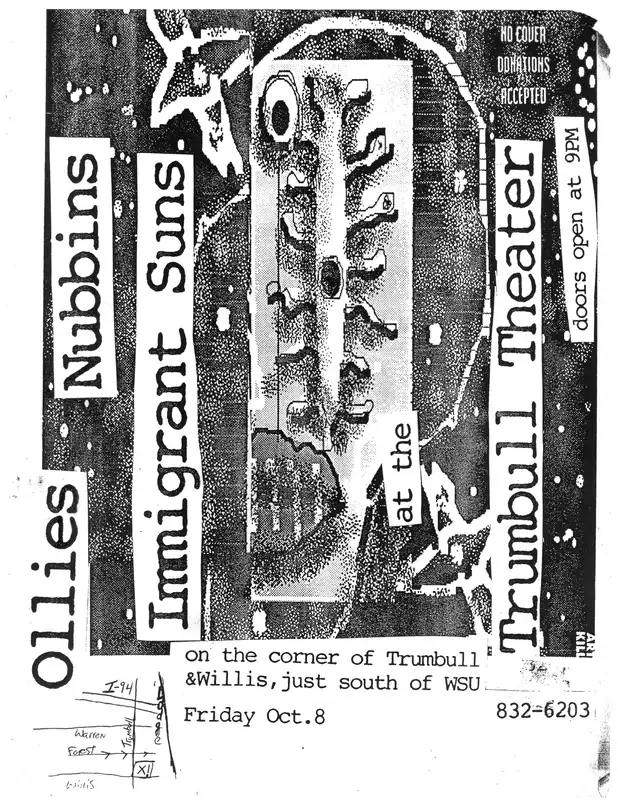 Ollies Nubbins
Immigrant Suns
at the
Trumbull Theater
NO COVER
DONATIONS
ACCEPTED
doors open at 9PM
on the corner of Trumbull
&Willis,just south of WSU
Friday Oct.8
832-6203
I-94
Trumbull
Warren
Forest
Willis